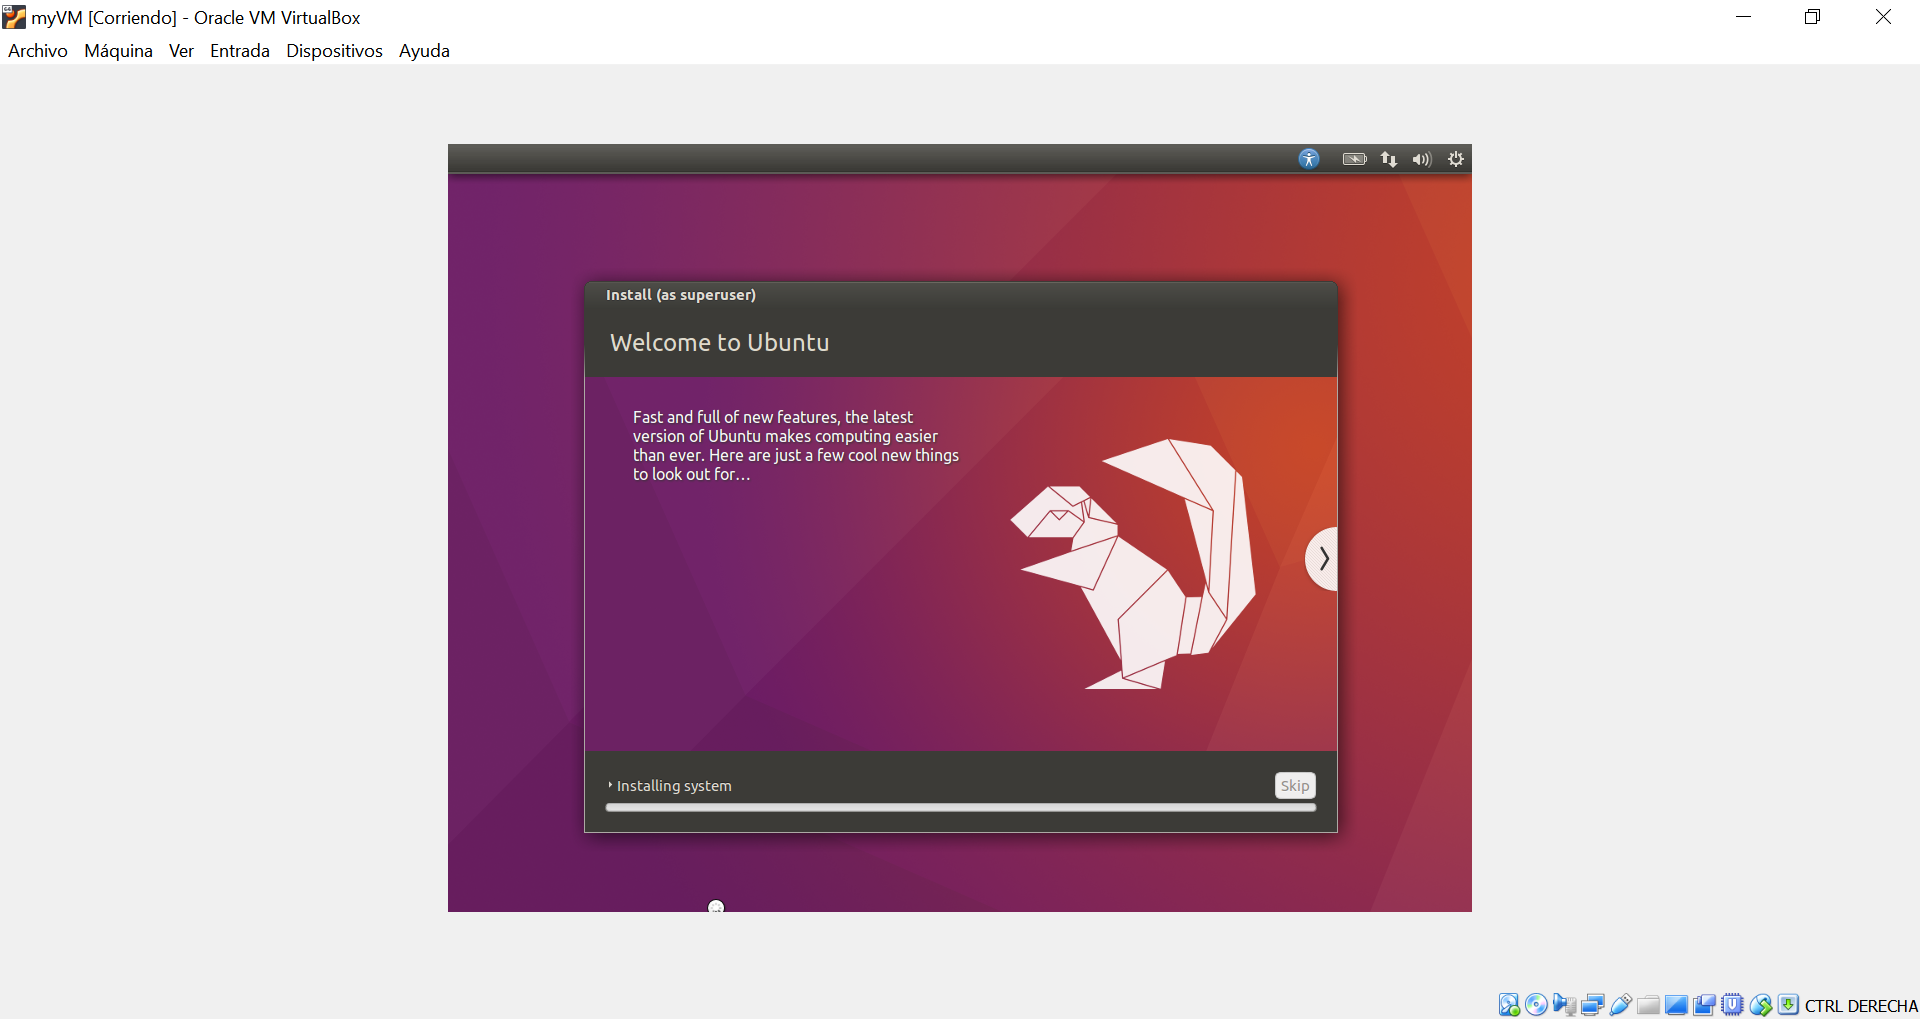 myVM [Corriendo] - Oracle VM VirtualBox
Archivo Máquina Ver Entrada Dispositivos Ayuda
Install (as superuser)
Welcome to Ubuntu
Fast and full of new features, the latest
version of Ubuntu makes computing easier
than ever. Here are just a few cool new things
to look out for…
Installing system
Skip
CTRL DERECHA